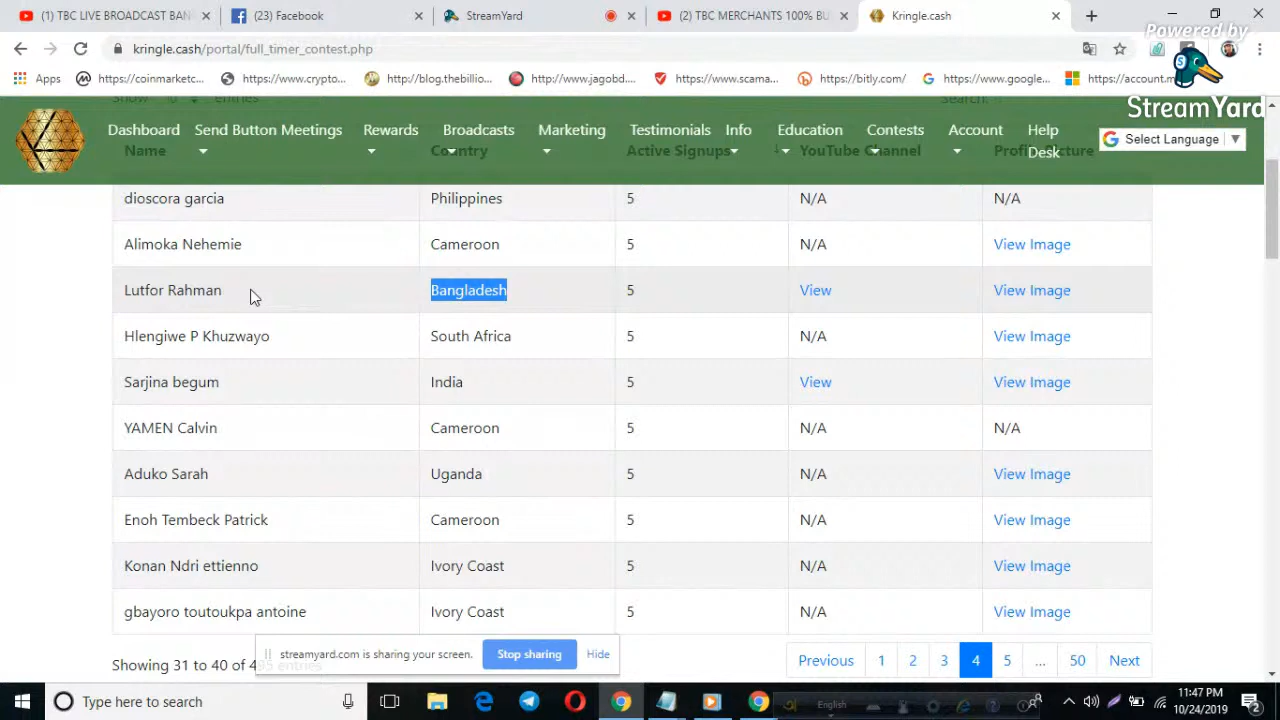 (1) TBC LIVE BROADCAST BAN
(23) Facebook
StreamYard
(2) TBC MERCHANTS 100% BU
Kringle.cash
Powered by
StreamYard
kringle.cash/portal/full_timer_contest.php
Apps
https://coinmarketc...
https://www.crypto...
http://blog.thebillio...
http://www.jagobd...
https://www.scama...
https://bitly.com/
https://www.google...
https://account.m
Show entries Search:
Dashboard Send Button Meetings Rewards Broadcasts Marketing Testimonials Info Education Contests Account Help Desk
Select Language
Name Country Active Signups YouTube Channel Profile Picture
dioscora garcia Philippines 5 N/A N/A
Alimoka Nehemie Cameroon 5 N/A View Image
Lutfor Rahman Bangladesh 5 View View Image
Hlengiwe P Khuzwayo South Africa 5 N/A View Image
Sarjina begum India 5 View View Image
YAMEN Calvin Cameroon 5 N/A N/A
Aduko Sarah Uganda 5 N/A View Image
Enoh Tembeck Patrick Cameroon 5 N/A View Image
Konan Ndri ettienno Ivory Coast 5 N/A View Image
gbayoro toutoukpa antoine Ivory Coast 5 N/A View Image
streamyard.com is sharing your screen. Stop sharing Hide
Showing 31 to 40 of 495 entries
Previous 1 2 3 4 5 ... 50 Next
Type here to search
English
11:47 PM
10/24/2019
2